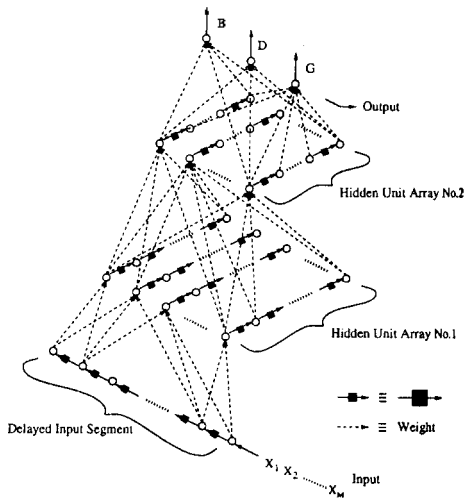 B
D
G
Output
Hidden Unit Array No.2
Hidden Unit Array No.1
≡
Delayed Input Segment
≡ Weight
X1 X2 ........ XM Input